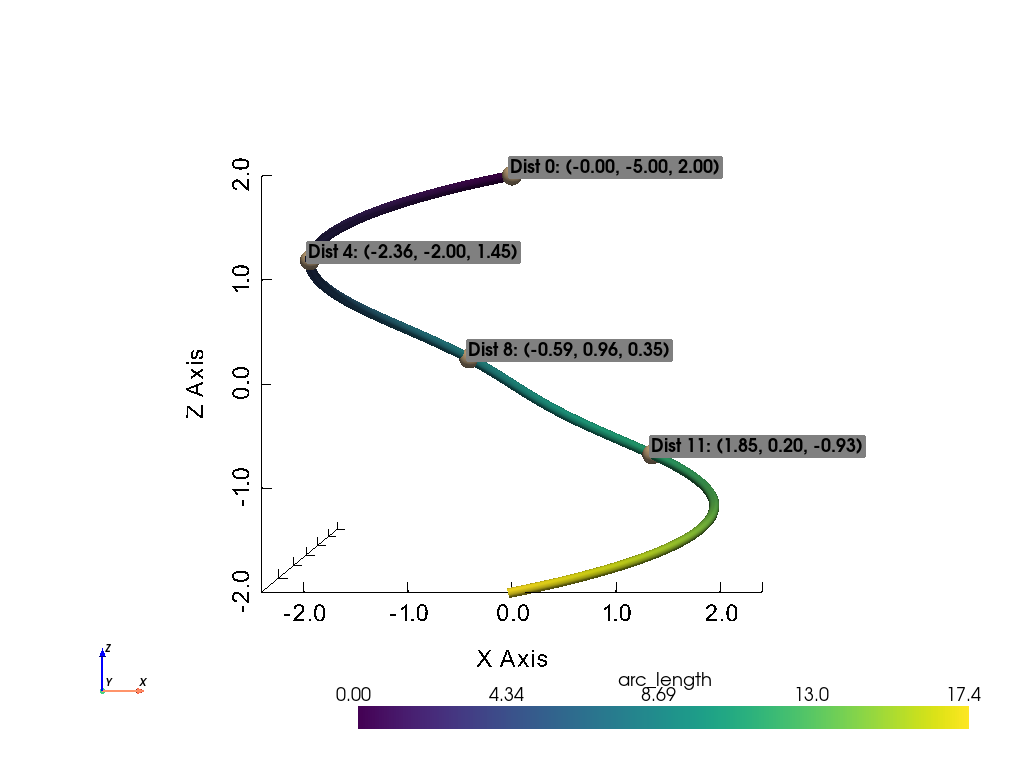 2.0
1.0
0.0
-1.0
-2.0
Z Axis
Dist 0: (-0.00, -5.00, 2.00)
Dist 4: (-2.36, -2.00, 1.45)
Dist 8: (-0.59, 0.96, 0.35)
Dist 11: (1.85, 0.20, -0.93)
-2.0 -1.0 0.0 1.0 2.0
X Axis
Z
Y X
arc_length
0.00 4.34 8.69 13.0 17.4